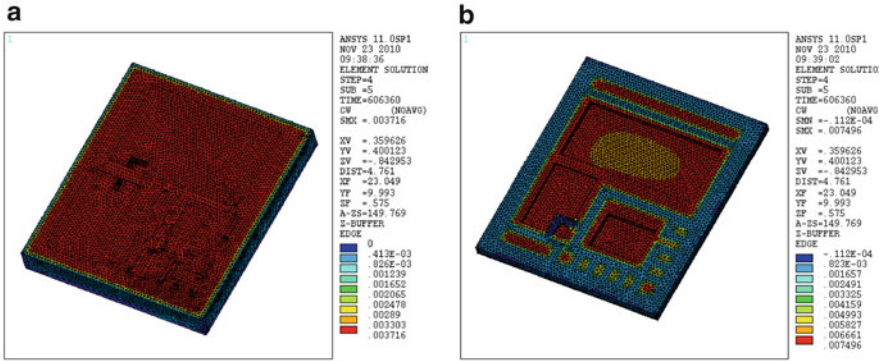 a
1
ANSYS 11.0SP1
NOV 23 2010
09:38:36
ELEMENT SOLUTION
STEP=4
SUB =5
TIME=606360
CW (NOAVG)
SMX =.003716
XV =.359626
YV =.400123
ZV =-.842953
DIST=4.761
XF =23.049
YF =9.993
ZF =.575
A-ZS=149.769
Z-BUFFER
EDGE
0
.413E-03
.826E-03
.001239
.001652
.002065
.002478
.00289
.003303
.003716
b
1
ANSYS 11.0SP1
NOV 23 2010
09:39:02
ELEMENT SOLUTIO
STEP=4
SUB =5
TIME=606360
CW (NOAVG)
SMN =-.112E-04
SMX =.007496
XV =.359626
YV =.400123
ZV =-.842953
DIST=4.761
XF =23.049
YF =9.993
ZF =.575
A-ZS=149.769
Z-BUFFER
EDGE
-.112E-04
.823E-03
.001657
.002491
.003325
.004159
.004993
.005827
.006661
.007496